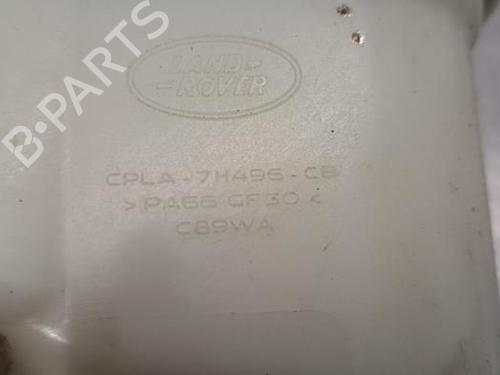 LAND-
-ROVER
CPLA-7H496-CB
>PA66 GF30<
C89WA
B-PARTS